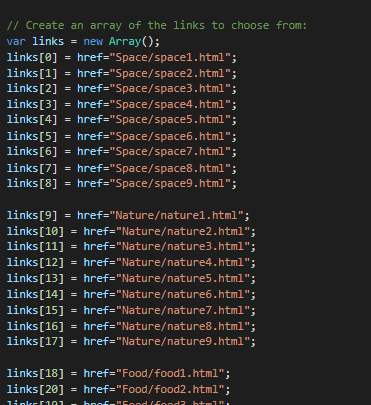 // Create an array of the links to choose from:
var links = new Array();
links[0] = href="Space/space1.html";
links[1] = href="Space/space2.html";
links[2] = href="Space/space3.html";
links[3] = href="Space/space4.html";
links[4] = href="Space/space5.html";
links[5] = href="Space/space6.html";
links[6] = href="Space/space7.html";
links[7] = href="Space/space8.html";
links[8] = href="Space/space9.html";
links[9] = href="Nature/nature1.html";
links[10] = href="Nature/nature2.html";
links[11] = href="Nature/nature3.html";
links[12] = href="Nature/nature4.html";
links[13] = href="Nature/nature5.html";
links[14] = href="Nature/nature6.html";
links[15] = href="Nature/nature7.html";
links[16] = href="Nature/nature8.html";
links[17] = href="Nature/nature9.html";
links[18] = href="Food/food1.html";
links[20] = href="Food/food2.html";
links[19] = href="Food/food3.html";